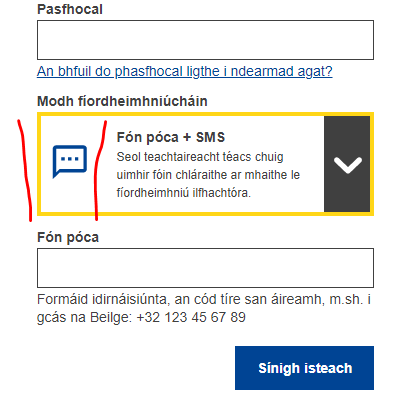 Pasfhocal
An bhfuil do phasfhocal ligthe i ndearmad agat?
Modh fíordheimhniúcháin
Fón póca + SMS
Seol teachtaireacht téacs chuig
uimhir fóin chláraithe ar mhaithe le
fíordheimhniú ilfhachtóra.
Fón póca
Formáid idirnáisiúnta, an cód tíre san áireamh, m.sh. i
gcás na Beilge: +32 123 45 67 89
Sínigh isteach